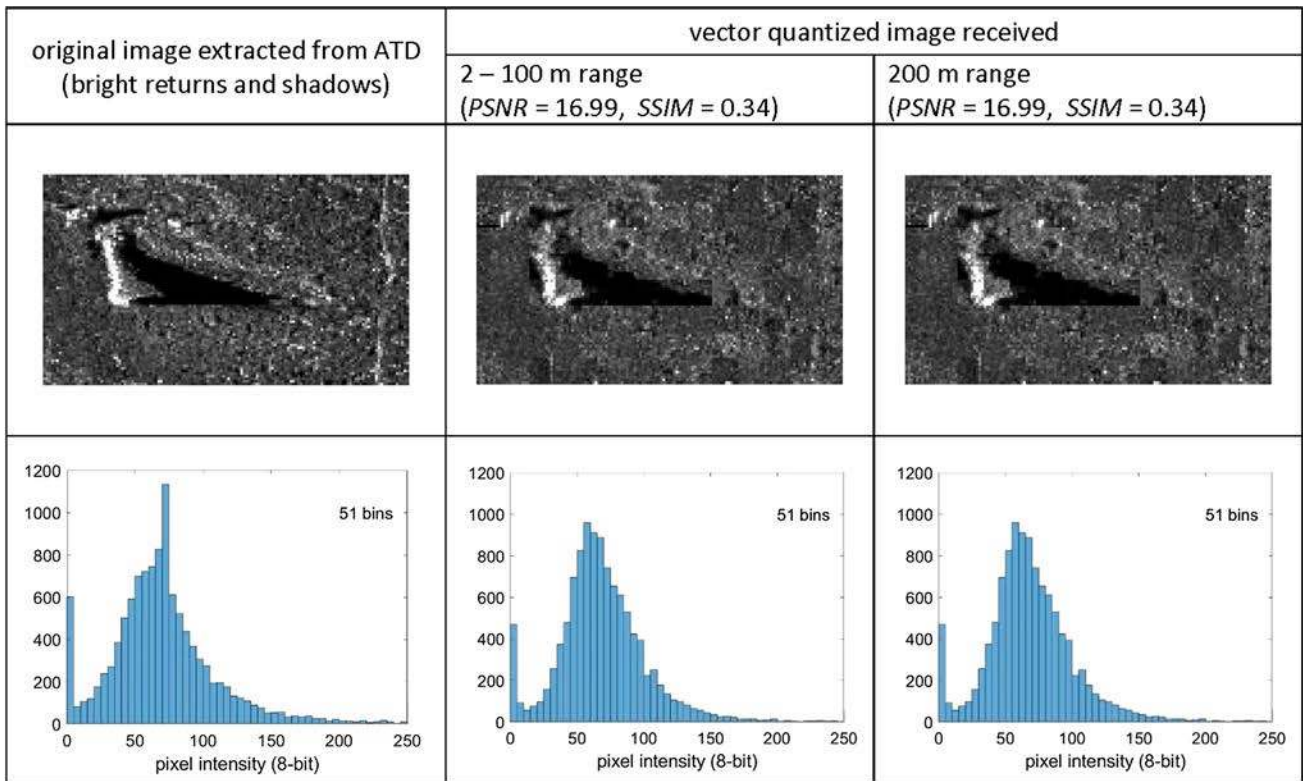 original image extracted from ATD
(bright returns and shadows)
vector quantized image received
2 – 100 m range
(PSNR = 16.99, SSIM = 0.34)
200 m range
(PSNR = 16.99, SSIM = 0.34)
1200
1000
800
600
400
200
0
51 bins
0 50 100 150 200 250
pixel intensity (8-bit)
1200
1000
800
600
400
200
0
51 bins
0 50 100 150 200 250
pixel intensity (8-bit)
1200
1000
800
600
400
200
0
51 bins
0 50 100 150 200 250
pixel intensity (8-bit)